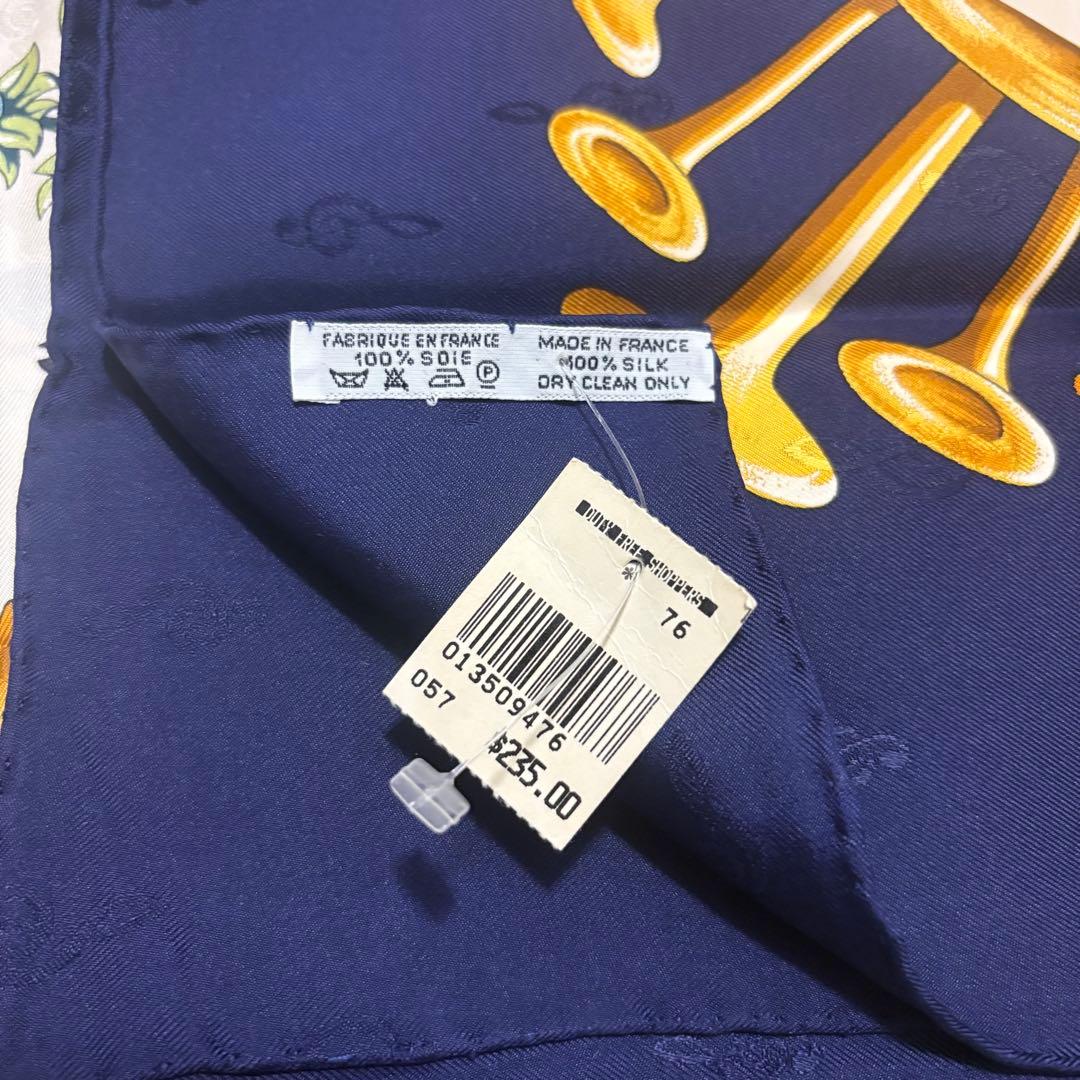 FABRIQUE EN FRANCE
100% SOIE
P
MADE IN FRANCE
100% SILK
DRY CLEAN ONLY
DUTY FREE SHOPPERS
*
76
013509476
057
$235.00